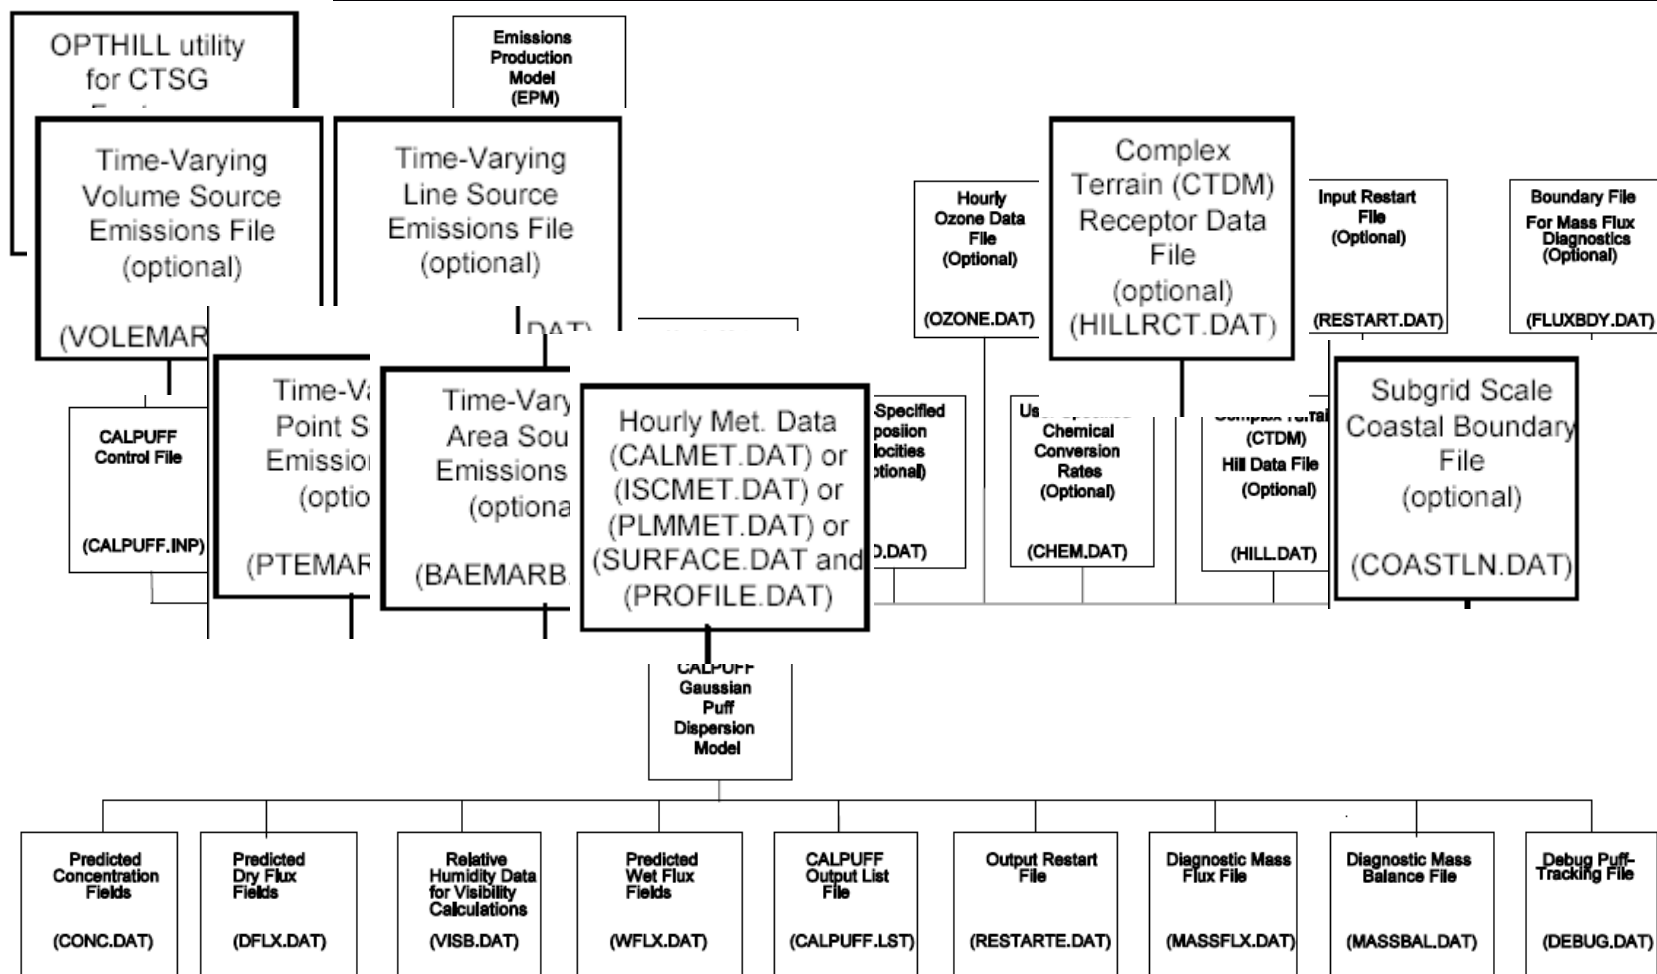 OPTHILL utility
for CTSG
Emissions
Production
Model
(EPM)
Time-Varying
Volume Source
Emissions File
(optional)
(VOLEMAR
Time-Varying
Line Source
Emissions File
(optional)
DAT)
Hourly
Ozone Data
File
(Optional)
(OZONE.DAT)
Complex
Terrain (CTDM)
Receptor Data
File
(optional)
(HILLRCT.DAT)
Input Restart
File
(Optional)
(RESTART.DAT)
Boundary File
For Mass Flux
Diagnostics
(Optional)
(FLUXBDY.DAT)
CALPUFF
Control File
(CALPUFF.INP)
Time-Va
Point S
Emission
(optio
(PTEMAR
Time-Vary
Area Sou
Emissions
(optiona
(BAEMARB.
Hourly Met. Data
(CALMET.DAT) or
(ISCMET.DAT) or
(PLMMET.DAT) or
(SURFACE.DAT and
(PROFILE.DAT)
-Specified
posiion
locities
ptional)
D.DAT)
Chemical
Conversion
Rates
(Optional)
(CHEM.DAT)
Complex Terrai
(CTDM)
Hill Data File
(Optional)
(HILL.DAT)
Subgrid Scale
Coastal Boundary
File
(optional)
(COASTLN.DAT)
CALPUFF
Gaussian
Puff
Dispersion
Model
Predicted
Concentration
Fields
(CONC.DAT)
Predicted
Dry Flux
Fields
(DFLX.DAT)
Relative
Humidity Data
for Visibility
Calculations
(VISB.DAT)
Predicted
Wet Flux
Fields
(WFLX.DAT)
CALPUFF
Output List
File
(CALPUFF.LST)
Output Restart
File
(RESTARTE.DAT)
Diagnostic Mass
Flux File
(MASSFLX.DAT)
Diagnostic Mass
Balance File
(MASSBAL.DAT)
Debug Puff-
Tracking File
(DEBUG.DAT)